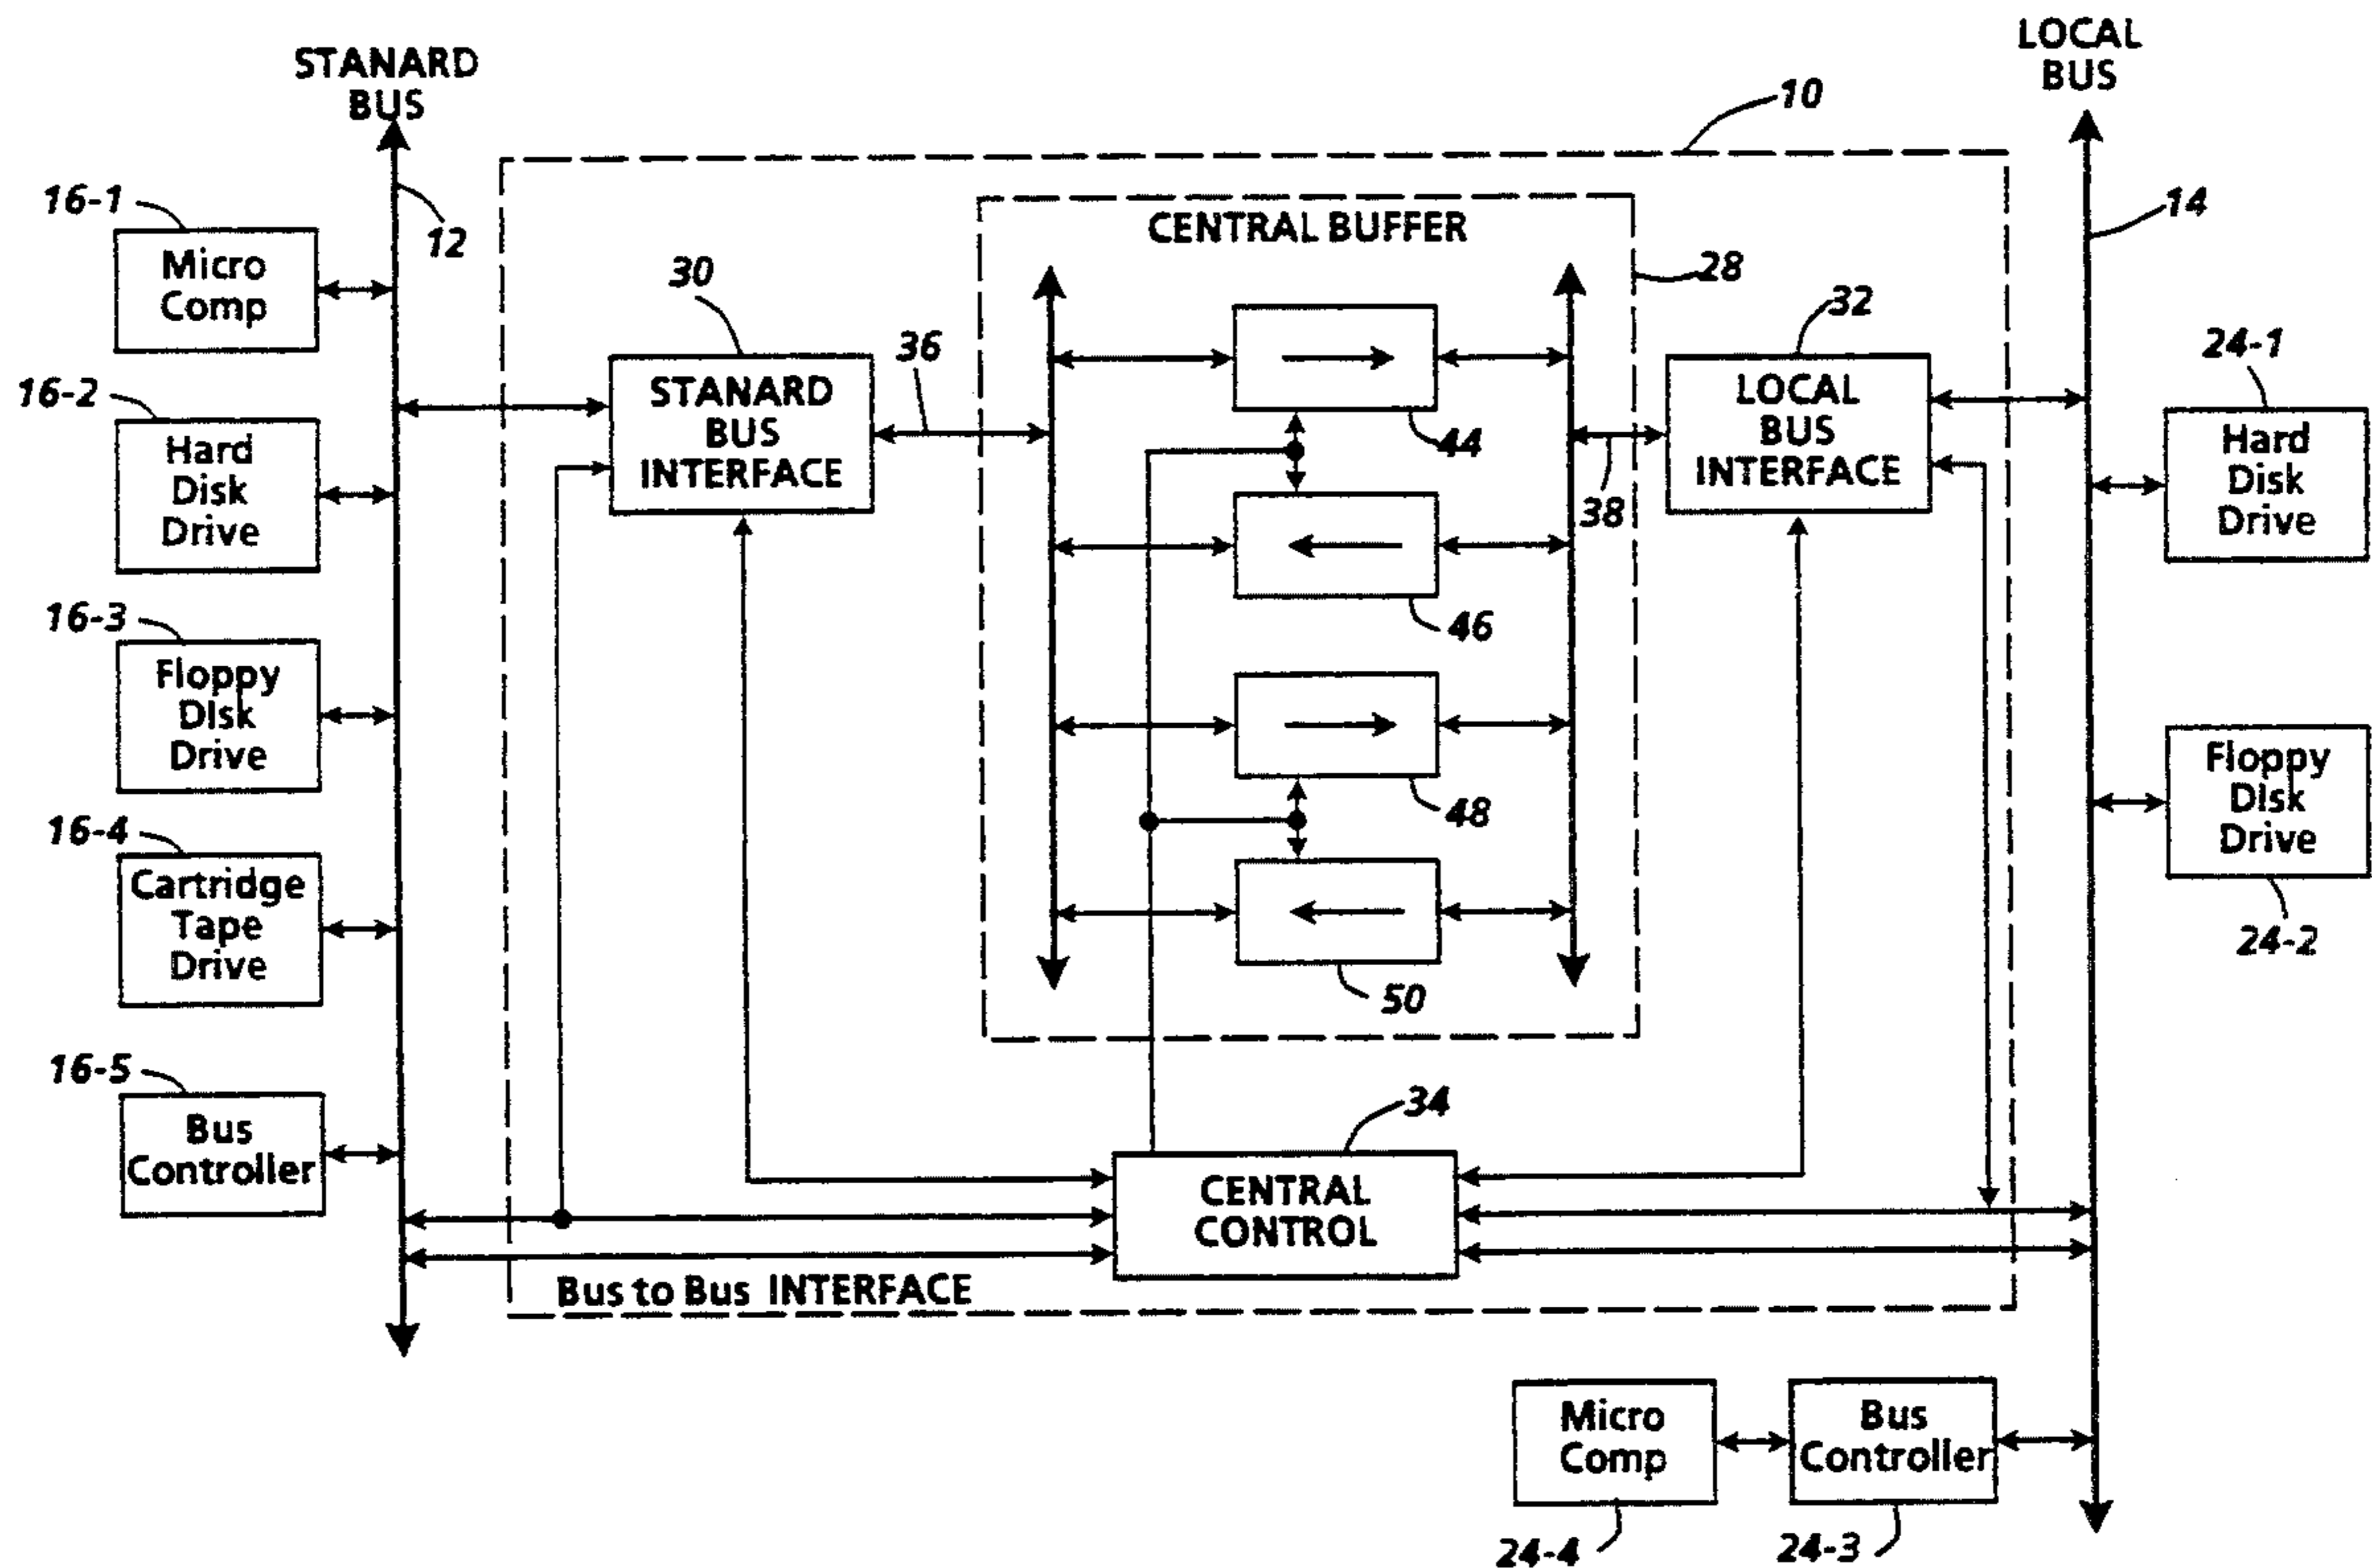 STANARD
BUS
LOCAL
BUS
10
16-1
12
14
Micro
Comp
CENTRAL BUFFER
28
30
36
32
24-1
16-2
Hard
Disk
Drive
STANARD
BUS
INTERFACE
44
38
LOCAL
BUS
INTERFACE
Hard
Disk
Drive
16-3
Floppy
DIsk
Drive
46
48
Floppy
DIsk
Drive
24-2
16-4
Cartridge
Tape
Drive
50
16-5
Bus
Controller
34
CENTRAL
CONTROL
Bus to Bus INTERFACE
Micro
Comp
Bus
Controller
24-4
24-3